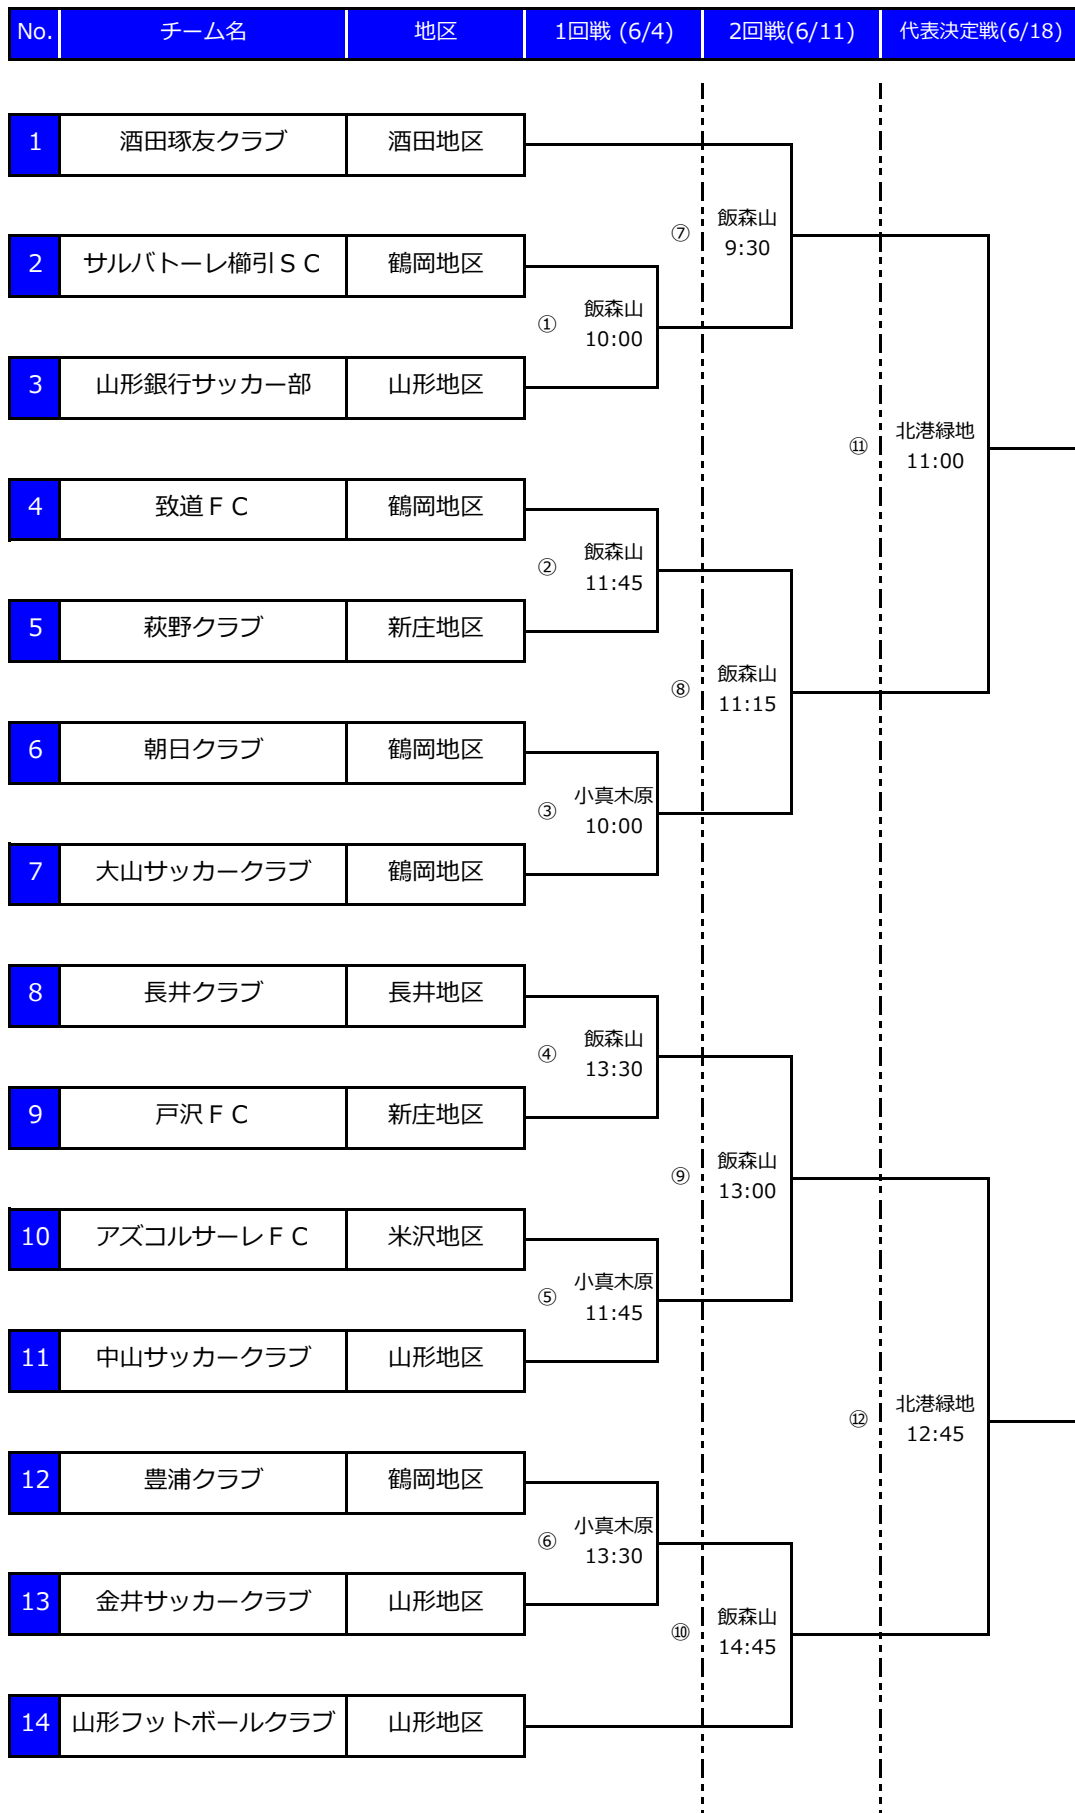 No. チーム名 地区 1回戦 (6/4) 2回戦(6/11) 代表決定戦(6/18)
1 酒田琢友クラブ 酒田地区
⑦ 飯森山
9:30
2 サルバトーレ櫛引ＳＣ 鶴岡地区
① 飯森山
10:00
3 山形銀行サッカー部 山形地区
⑪ 北港緑地
11:00
4 致道ＦＣ 鶴岡地区
② 飯森山
11:45
5 萩野クラブ 新庄地区
⑧ 飯森山
11:15
6 朝日クラブ 鶴岡地区
③ 小真木原
10:00
7 大山サッカークラブ 鶴岡地区
8 長井クラブ 長井地区
④ 飯森山
13:30
9 戸沢ＦＣ 新庄地区
⑨ 飯森山
13:00
10 アズコルサーレＦＣ 米沢地区
⑤ 小真木原
11:45
11 中山サッカークラブ 山形地区
⑫ 北港緑地
12:45
12 豊浦クラブ 鶴岡地区
⑥ 小真木原
13:30
13 金井サッカークラブ 山形地区
⑩ 飯森山
14:45
14 山形フットボールクラブ 山形地区